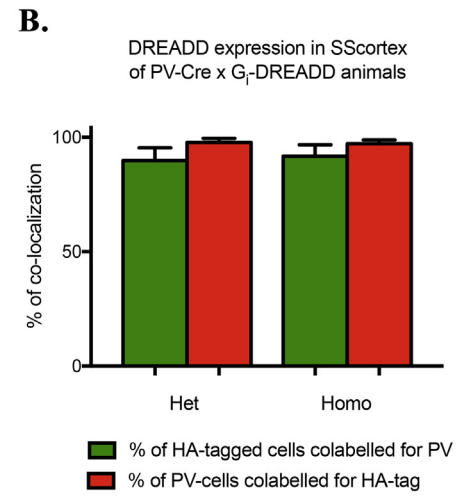 B.
DREADD expression in SScortex
of PV-Cre x Gi-DREADD animals
100
50
0
% of co-localization
Het Homo
% of HA-tagged cells colabelled for PV
% of PV-cells colabelled for HA-tag